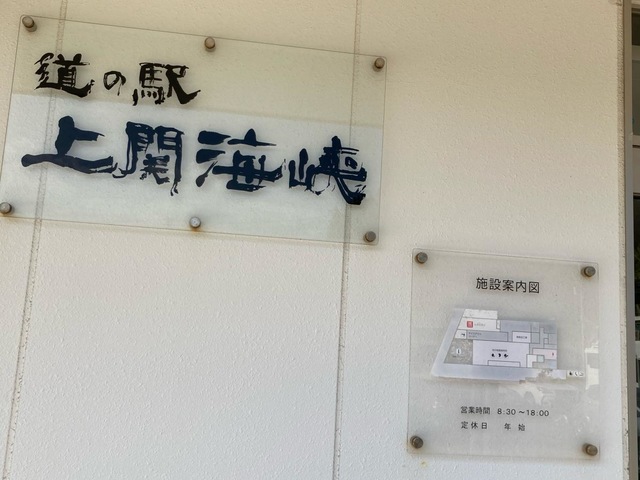 道の駅
上関海峡
施設案内図
営業時間 8:30～18:00
定休日 年始